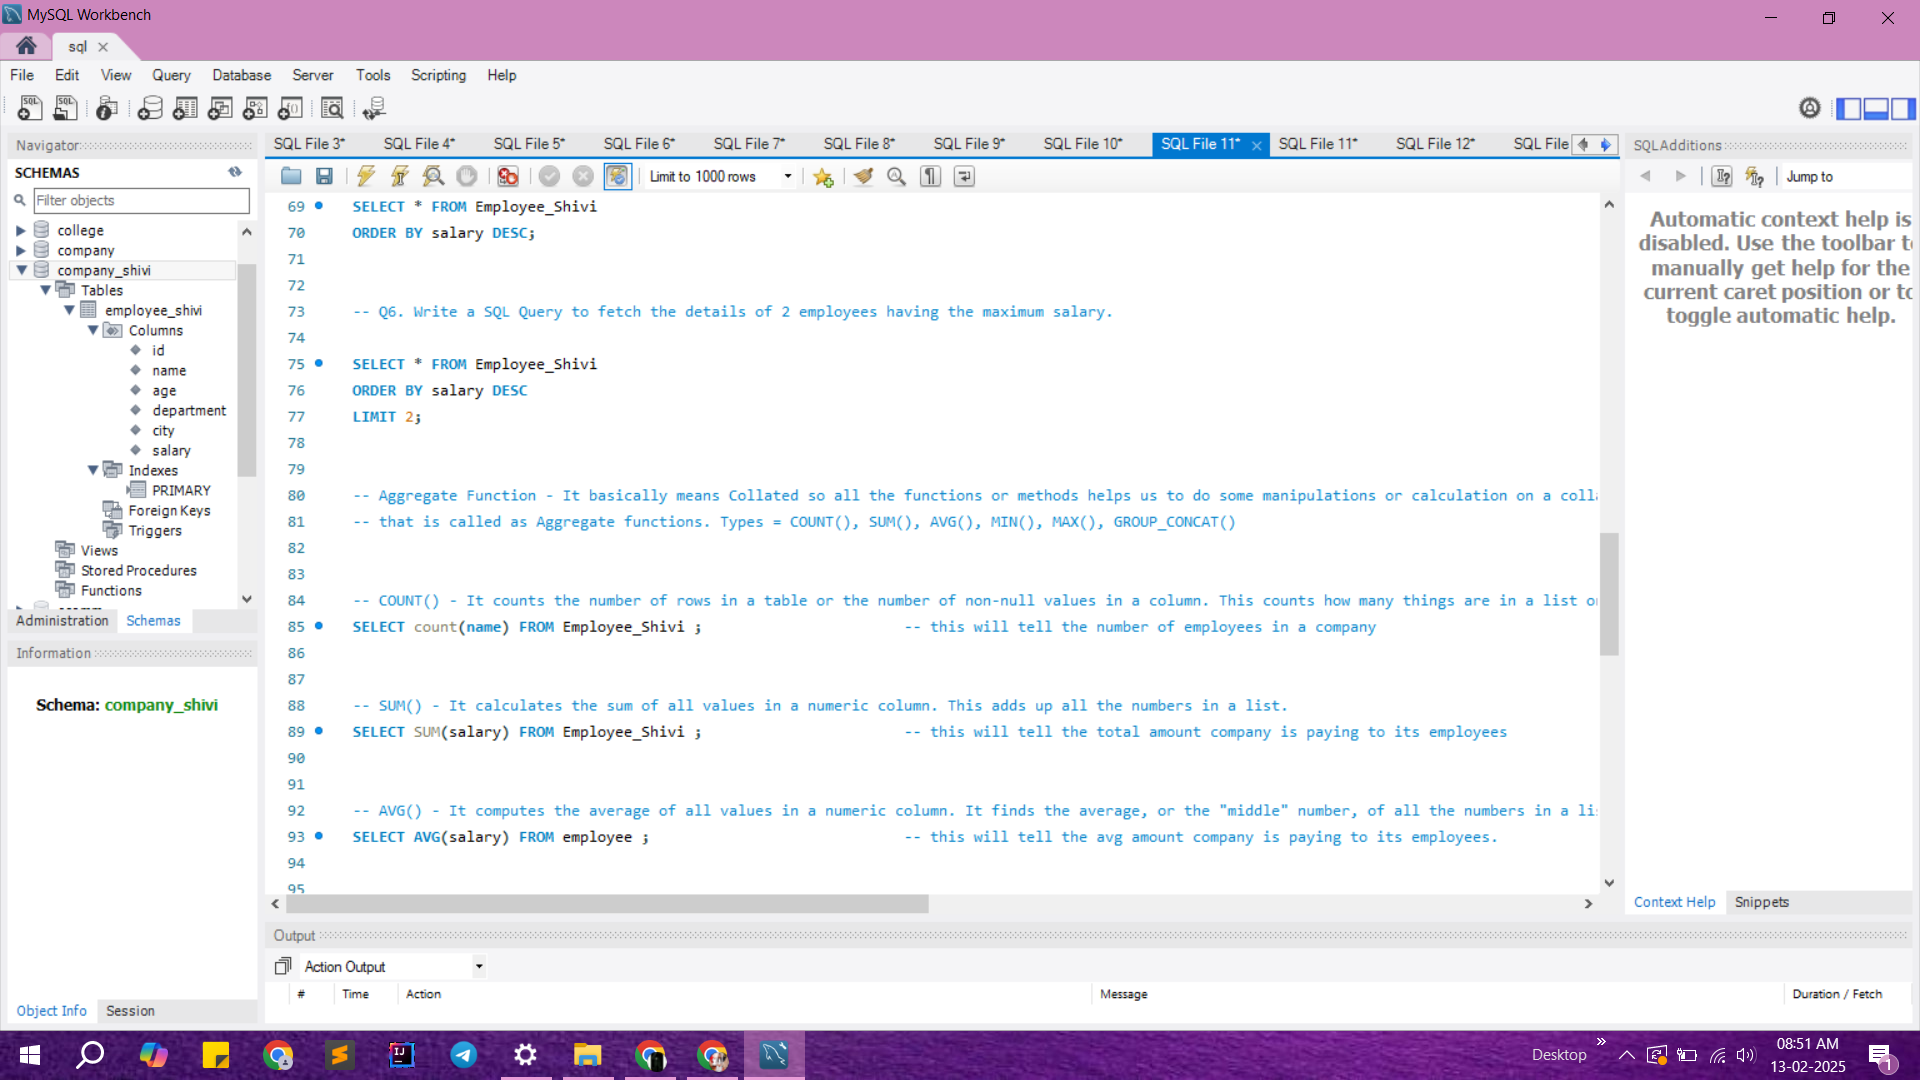 MySQL Workbench
sql
File Edit View Query Database Server Tools Scripting Help
Navigator
SCHEMAS
Filter objects
college
company
company_shivi
Tables
employee_shivi
Columns
id
name
age
department
city
salary
Indexes
PRIMARY
Foreign Keys
Triggers
Views
Stored Procedures
Functions
Administration Schemas
Information
Schema: company_shivi
Object Info Session
SQL File 3* SQL File 4* SQL File 5* SQL File 6* SQL File 7* SQL File 8* SQL File 9* SQL File 10* SQL File 11* SQL File 11* SQL File 12* SQL File
Limit to 1000 rows
69 SELECT * FROM Employee_Shivi
70 ORDER BY salary DESC;
71
72
73 -- Q6. Write a SQL Query to fetch the details of 2 employees having the maximum salary.
74
75 SELECT * FROM Employee_Shivi
76 ORDER BY salary DESC
77 LIMIT 2;
78
79
80 -- Aggregate Function - It basically means Collated so all the functions or methods helps us to do some manipulations or calculation on a coll
81 -- that is called as Aggregate functions. Types = COUNT(), SUM(), AVG(), MIN(), MAX(), GROUP_CONCAT()
82
83
84 -- COUNT() - It counts the number of rows in a table or the number of non-null values in a column. This counts how many things are in a list o
85 SELECT count(name) FROM Employee_Shivi ; -- this will tell the number of employees in a company
86
87
88 -- SUM() - It calculates the sum of all values in a numeric column. This adds up all the numbers in a list.
89 SELECT SUM(salary) FROM Employee_Shivi ; -- this will tell the total amount company is paying to its employees
90
91
92 -- AVG() - It computes the average of all values in a numeric column. It finds the average, or the "middle" number, of all the numbers in a li
93 SELECT AVG(salary) FROM employee ; -- this will tell the avg amount company is paying to its employees.
94
95
SQLAdditions
Jump to
Automatic context help is
disabled. Use the toolbar t
manually get help for the
current caret position or to
toggle automatic help.
Context Help Snippets
Output
Action Output
# Time Action Message Duration / Fetch
Desktop
08:51 AM
13-02-2025
1